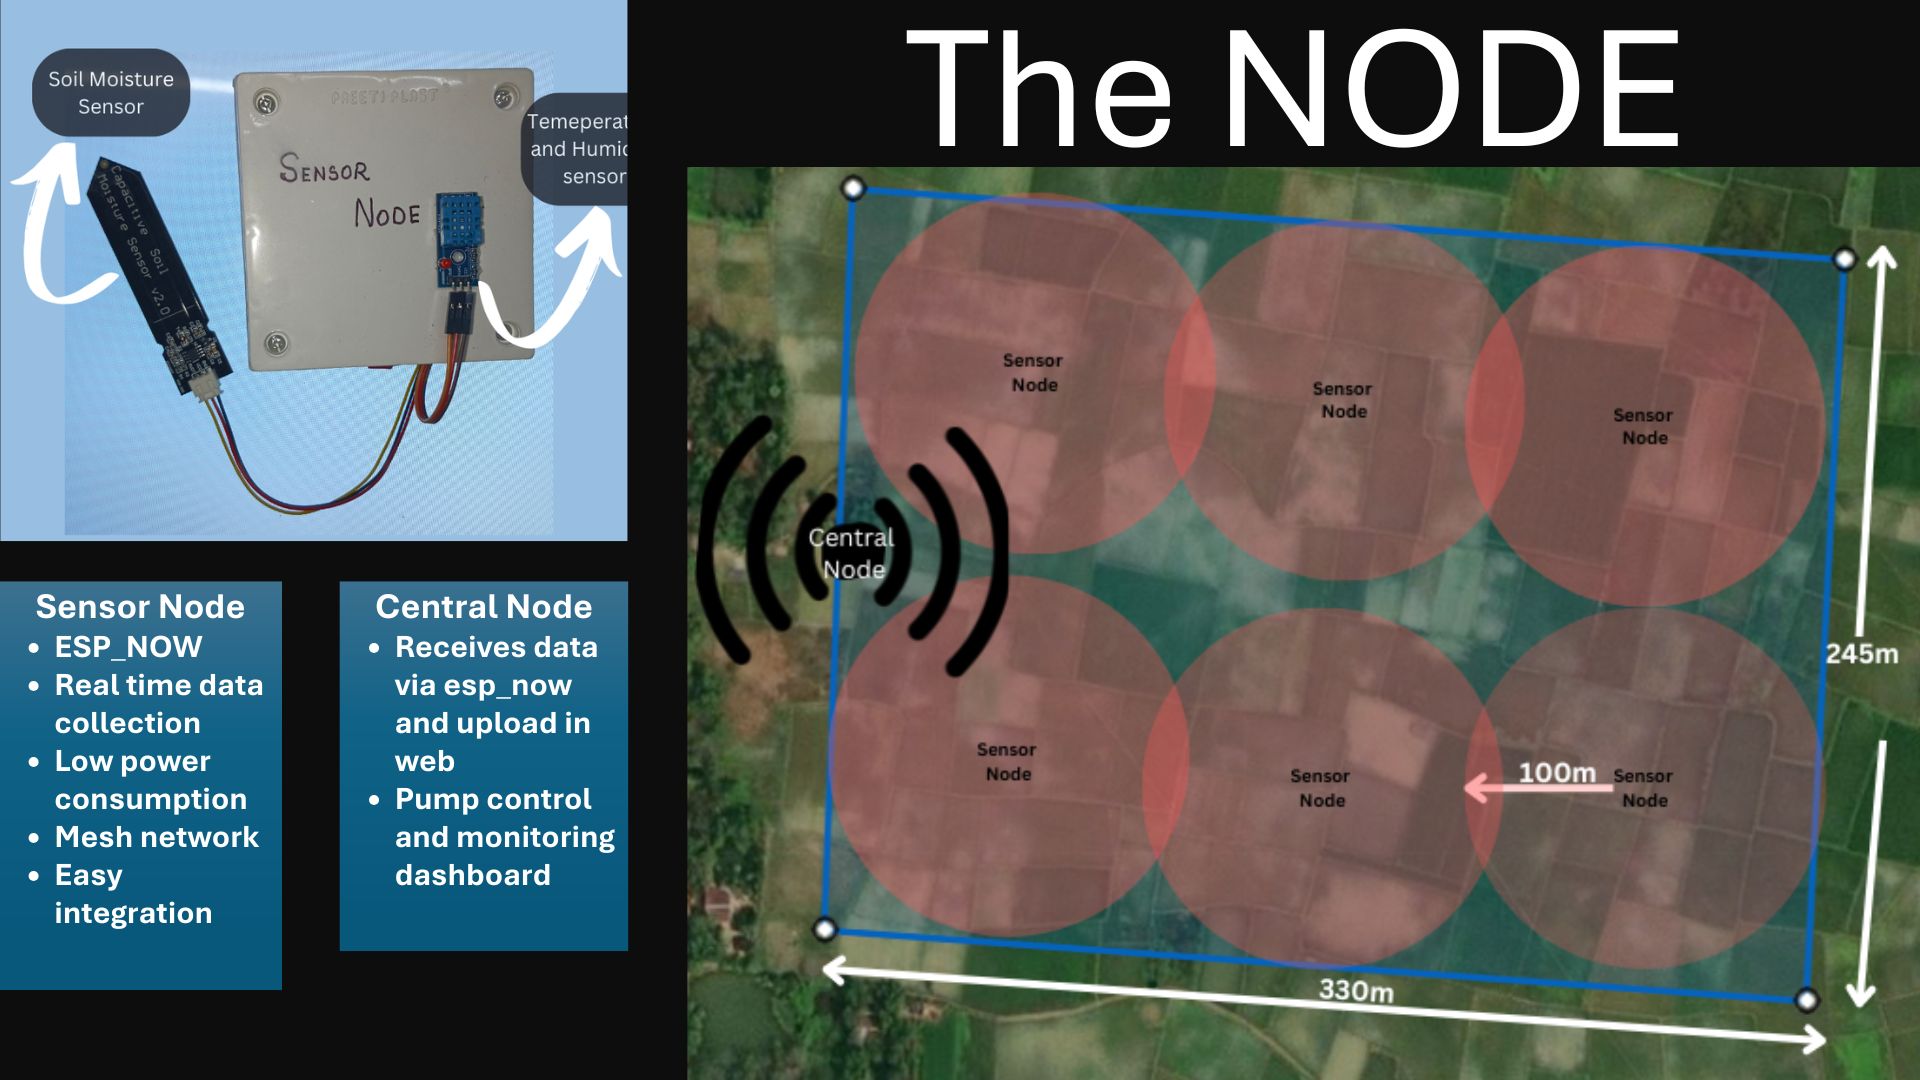 The NODE
Soil Moisture
Sensor
Temeperat
and Humid
sensor
PREETI PLAST
SENSOR
NODE
Capacitive Soil
Moisture Sensor v2.0
Sensor Node
• ESP_NOW
• Real time data
collection
• Low power
consumption
• Mesh network
• Easy
integration
Central Node
• Receives data
via esp_now
and upload in
web
• Pump control
and monitoring
dashboard
Sensor
Node
Sensor
Node
Sensor
Node
Central
Node
245m
Sensor
Node
Sensor
Node
100m
Sensor
Node
330m